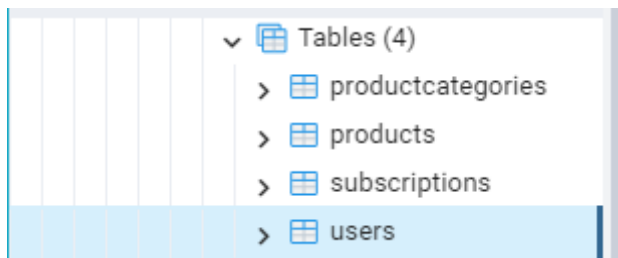 Tables (4)
productcategories
products
subscriptions
users